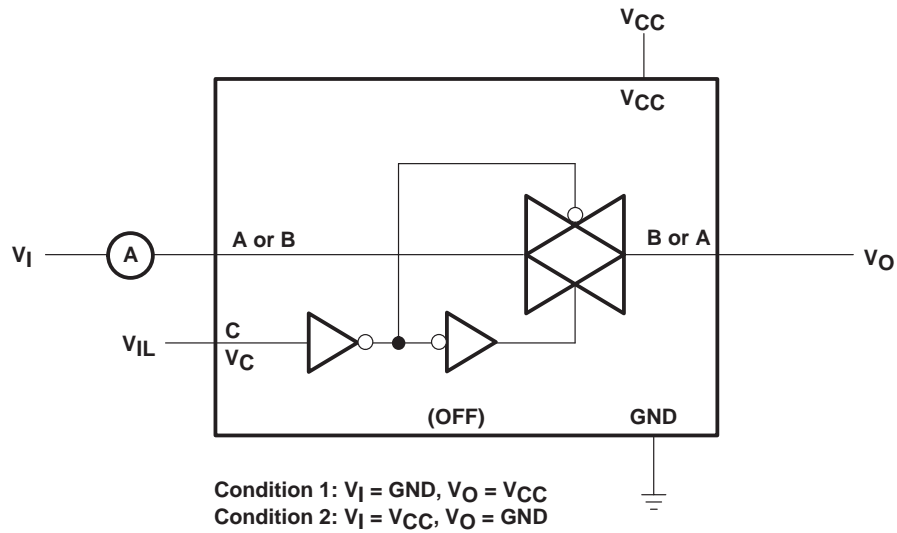 VCC
VCC
A or B
B or A
VI
A
VO
C
VIL
VC
(OFF)
GND
Condition 1: VI = GND, VO = VCC
Condition 2: VI = VCC, VO = GND